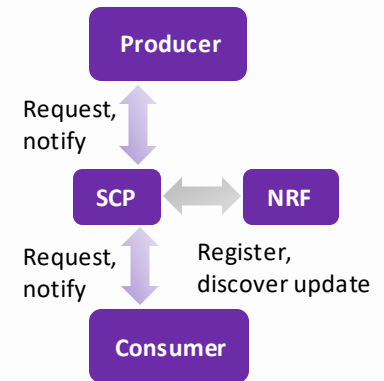 Producer
Request,
notify
SCP
NRF
Request,
notify
Register,
discover update
Consumer